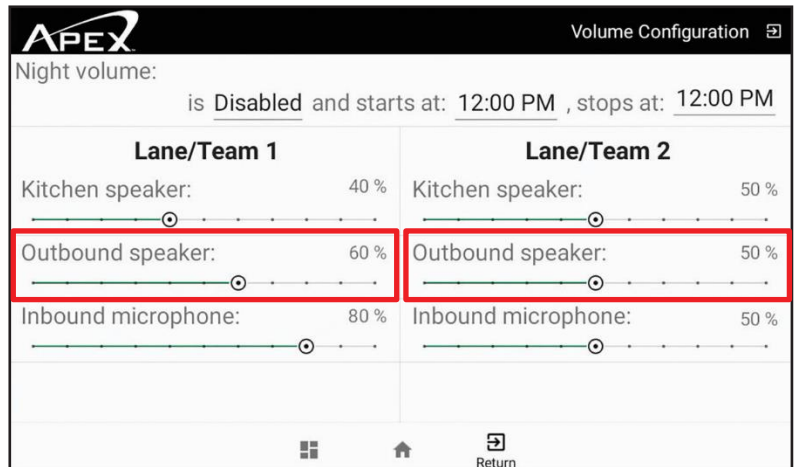 APEX Volume Configuration
Night volume:
is Disabled and starts at: 12:00 PM , stops at: 12:00 PM
Lane/Team 1 Lane/Team 2
Kitchen speaker: 40 % Kitchen speaker: 50 %
Outbound speaker: 60 % Outbound speaker: 50 %
Inbound microphone: 80 % Inbound microphone: 50 %
Return